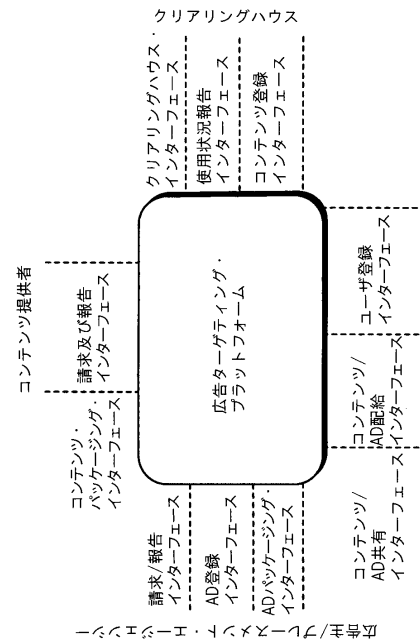 クリアリングハウス
クリアリングハウス・
インターフェース
使用状況報告
インターフェース
コンテンツ登録
インターフェース
コンテンツ提供者
請求及び報告
インターフェース
コンテンツ・
パッケージング・
インターフェース
広告ターゲティング・
プラットフォーム
ユーザ登録
インターフェース
コンテンツ/
AD配給
インターフェース
コンテンツ/
AD共有
インターフェース
請求/報告
インターフェース
AD登録
インターフェース
ADパッケージング・
インターフェース
広告主/プレースメント・エージェンシー